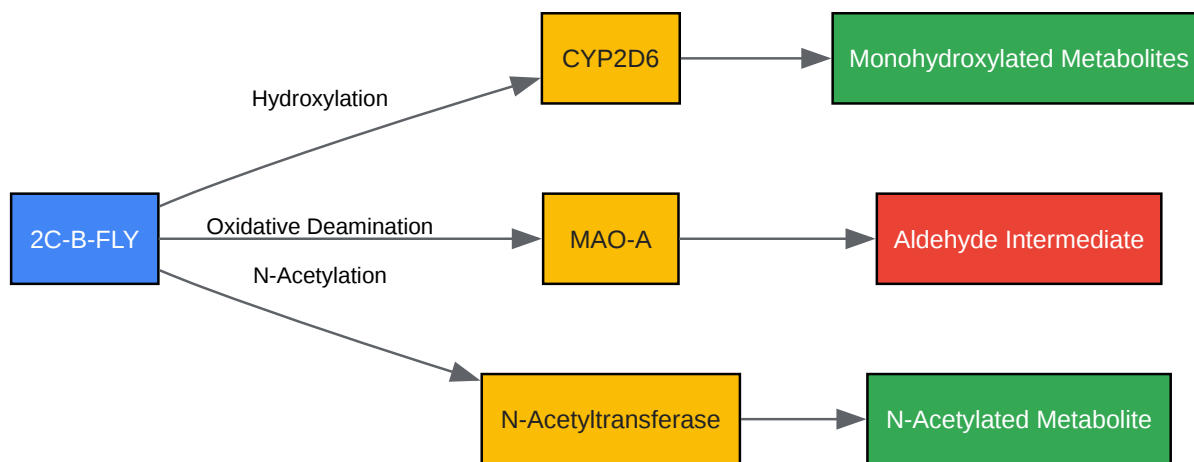 CYP2D6
Monohydroxylated Metabolites
Hydroxylation
2C-B-FLY
Oxidative Deamination
MAO-A
Aldehyde Intermediate
N-Acetylation
N-Acetyltransferase
N-Acetylated Metabolite